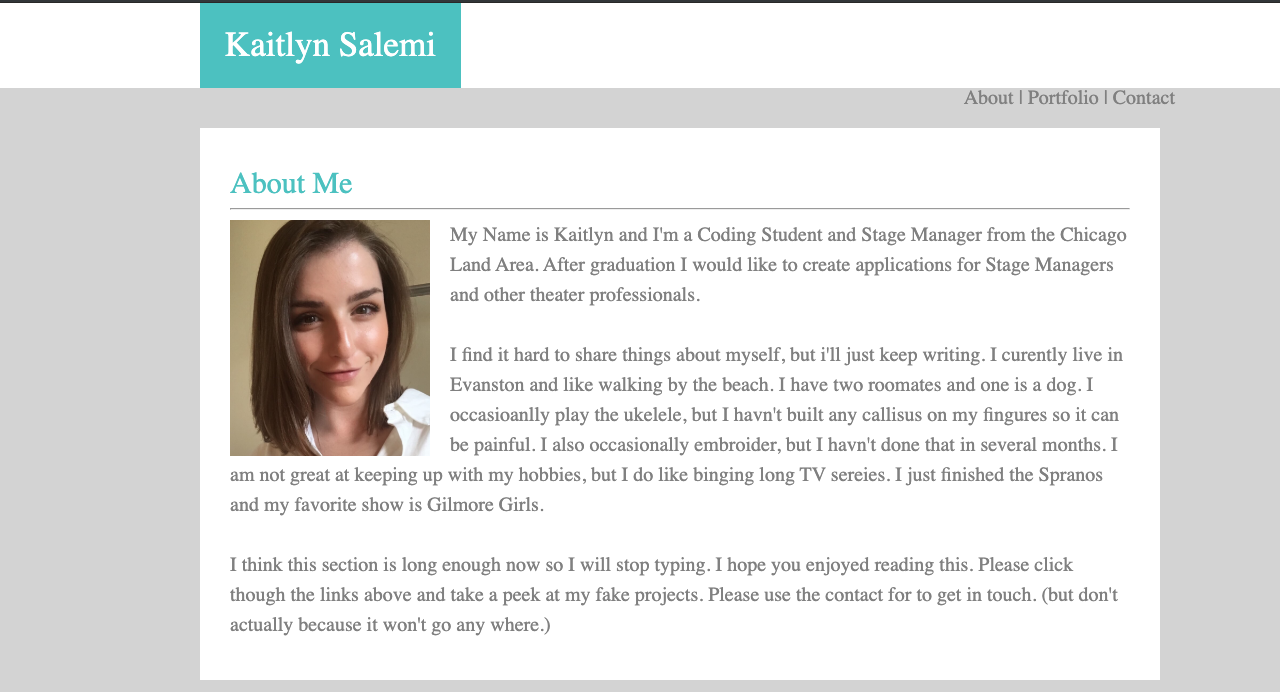 Kaitlyn Salemi
About | Portfolio | Contact
About Me
My Name is Kaitlyn and I'm a Coding Student and Stage Manager from the Chicago
Land Area. After graduation I would like to create applications for Stage Managers
and other theater professionals.
I find it hard to share things about myself, but i'll just keep writing. I curently live in
Evanston and like walking by the beach. I have two roomates and one is a dog. I
occasioanlly play the ukelele, but I havn't built any callisus on my fingures so it can
be painful. I also occasionally embroider, but I havn't done that in several months. I
am not great at keeping up with my hobbies, but I do like binging long TV sereies. I just finished the Spranos
and my favorite show is Gilmore Girls.
I think this section is long enough now so I will stop typing. I hope you enjoyed reading this. Please click
though the links above and take a peek at my fake projects. Please use the contact for to get in touch. (but don't
actually because it won't go any where.)